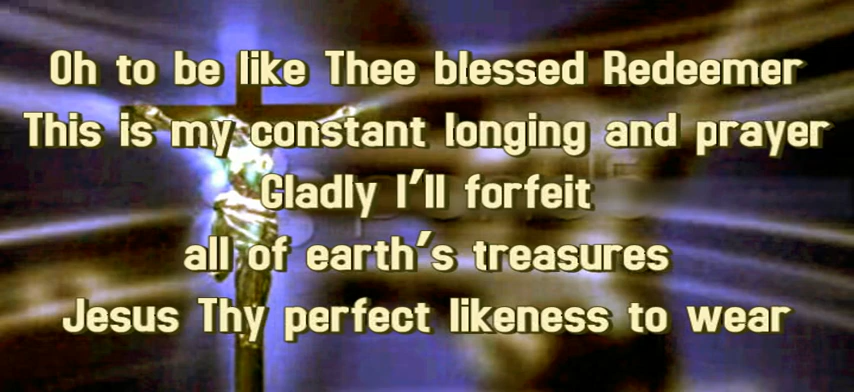 Oh to be like Thee blessed Redeemer
This is my constant longing and prayer
Gladly I'll forfeit
all of earth's treasures
Jesus Thy perfect likeness to wear